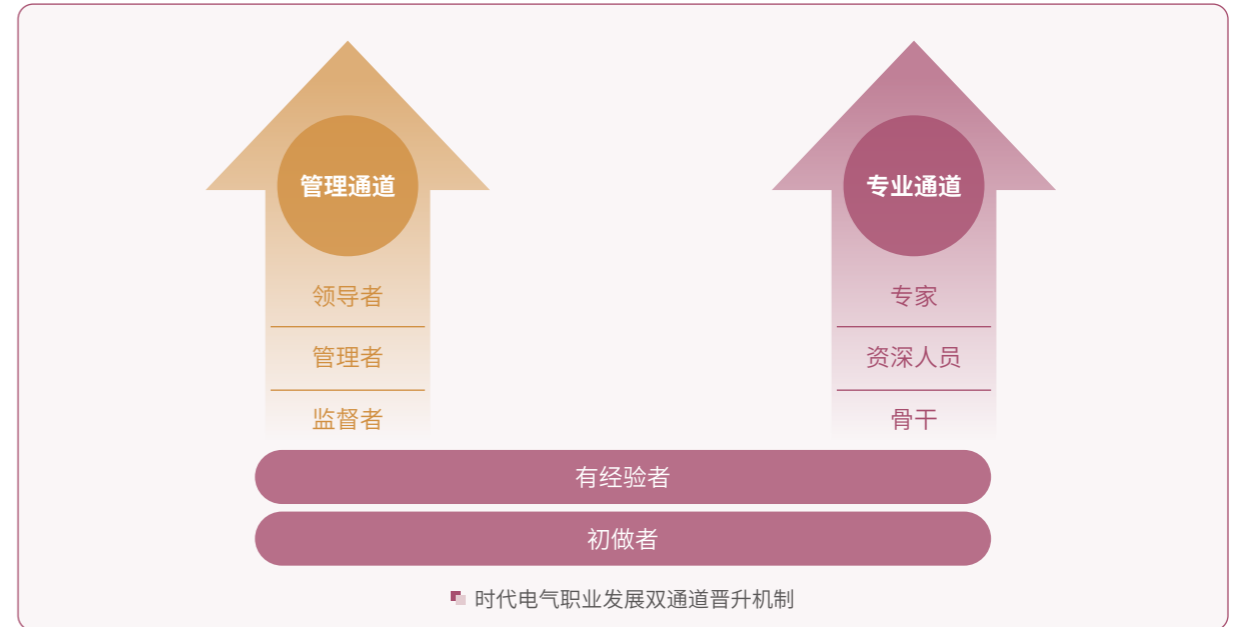 管理通道
领导者
管理者
监督者
专业通道
专家
资深人员
骨干
有经验者
初做者
时代电气职业发展双通道晋升机制